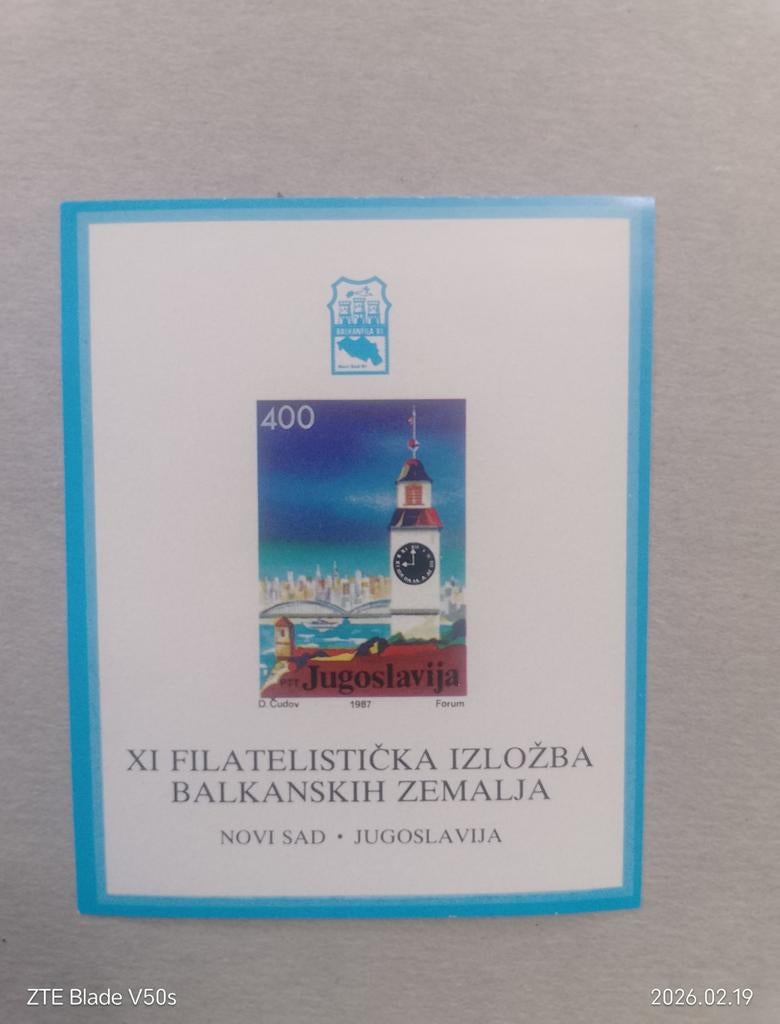 BALKANFILA XI
400
PTT Jugoslavija
D. Čudov 1987 Forum
XI FILATELISTIČKA IZLOŽBA
BALKANSKIH ZEMALJA
NOVI SAD • JUGOSLAVIJA
ZTE Blade V50s 2026.02.19